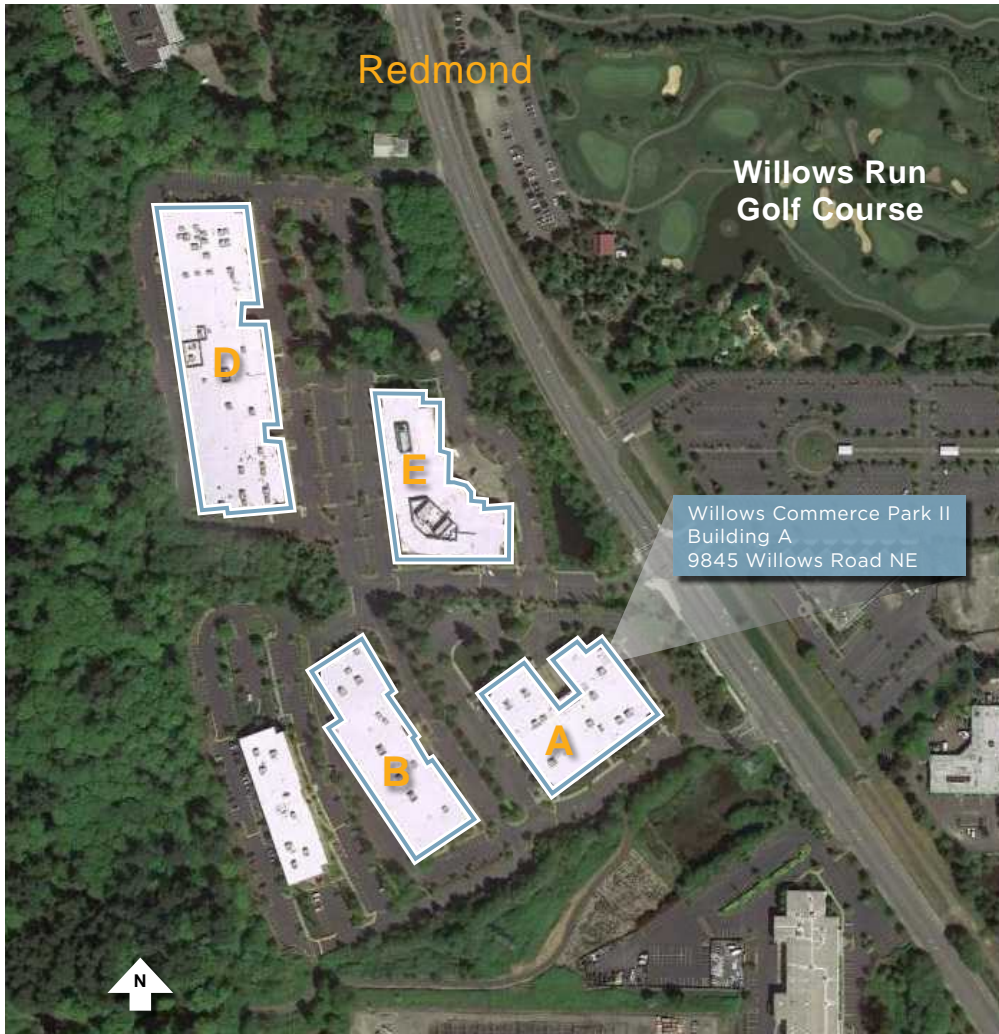 Redmond
Willows Run
Golf Course
D
E
Willows Commerce Park II
Building A
9845 Willows Road NE
A
B
N